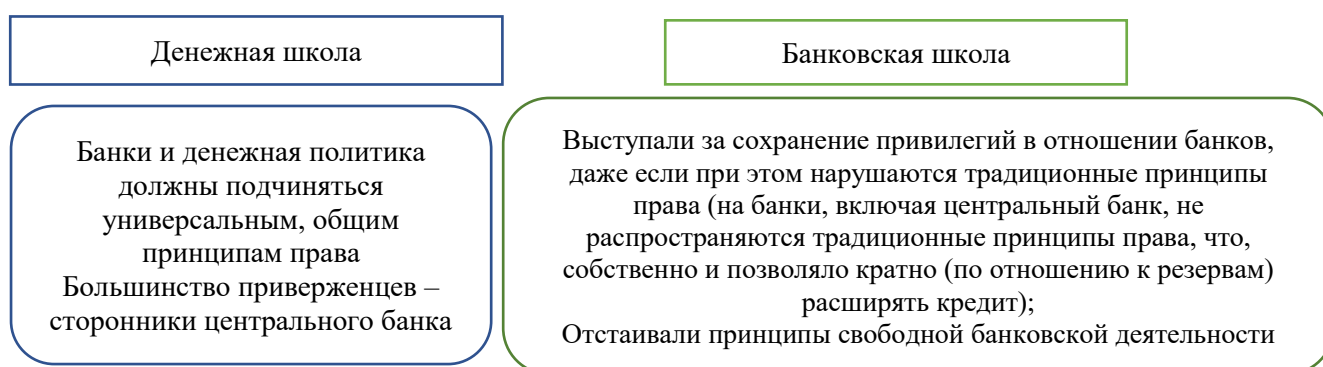 Денежная школа
Банковская школа
Банки и денежная политика
должны подчиняться
универсальным, общим
принципам права
Большинство приверженцев –
сторонники центрального банка
Выступали за сохранение привилегий в отношении банков,
даже если при этом нарушаются традиционные принципы
права (на банки, включая центральный банк, не
распространяются традиционные принципы права, что,
собственно и позволяло кратно (по отношению к резервам)
расширять кредит);
Отстаивали принципы свободной банковской деятельности